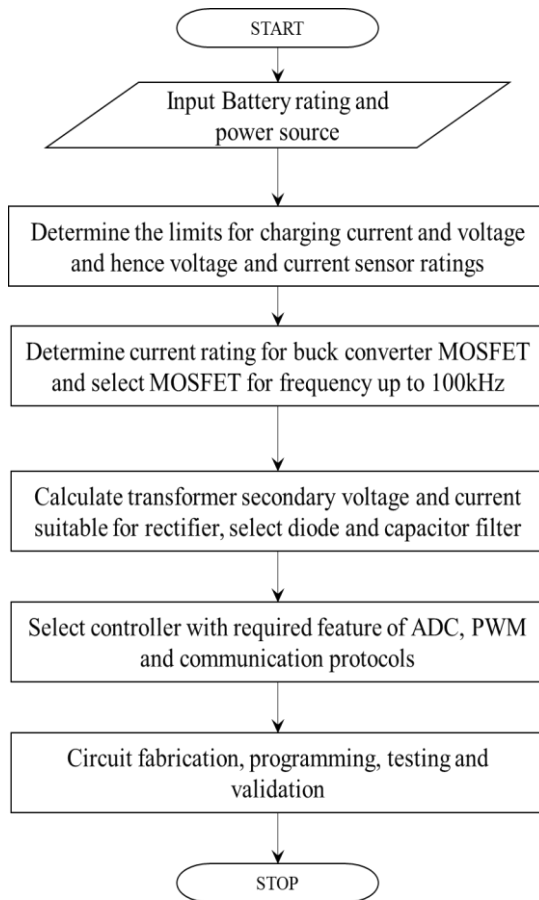 START
Input Battery rating and
power source
Determine the limits for charging current and voltage
and hence voltage and current sensor ratings
Determine current rating for buck converter MOSFET
and select MOSFET for frequency up to 100kHz
Calculate transformer secondary voltage and current
suitable for rectifier, select diode and capacitor filter
Select controller with required feature of ADC, PWM
and communication protocols
Circuit fabrication, programming, testing and
validation
STOP